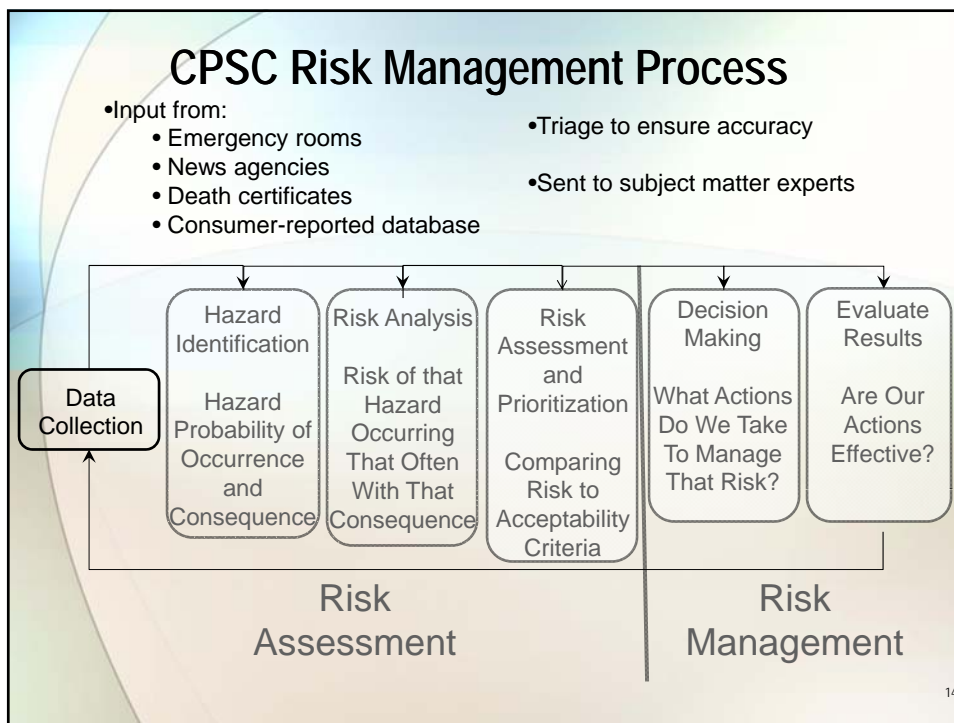 CPSC Risk Management Process
•Input from:
• Emergency rooms
• News agencies
• Death certificates
• Consumer-reported database
•Triage to ensure accuracy
•Sent to subject matter experts
Data
Collection
Hazard
Identification
Hazard
Probability of
Occurrence
and
Consequence
Risk Analysis
Risk of that
Hazard
Occurring
That Often
With That
Consequence
Risk
Assessment
and
Prioritization
Comparing
Risk to
Acceptability
Criteria
Decision
Making
What Actions
Do We Take
To Manage
That Risk?
Evaluate
Results
Are Our
Actions
Effective?
Risk
Assessment
Risk
Management
14